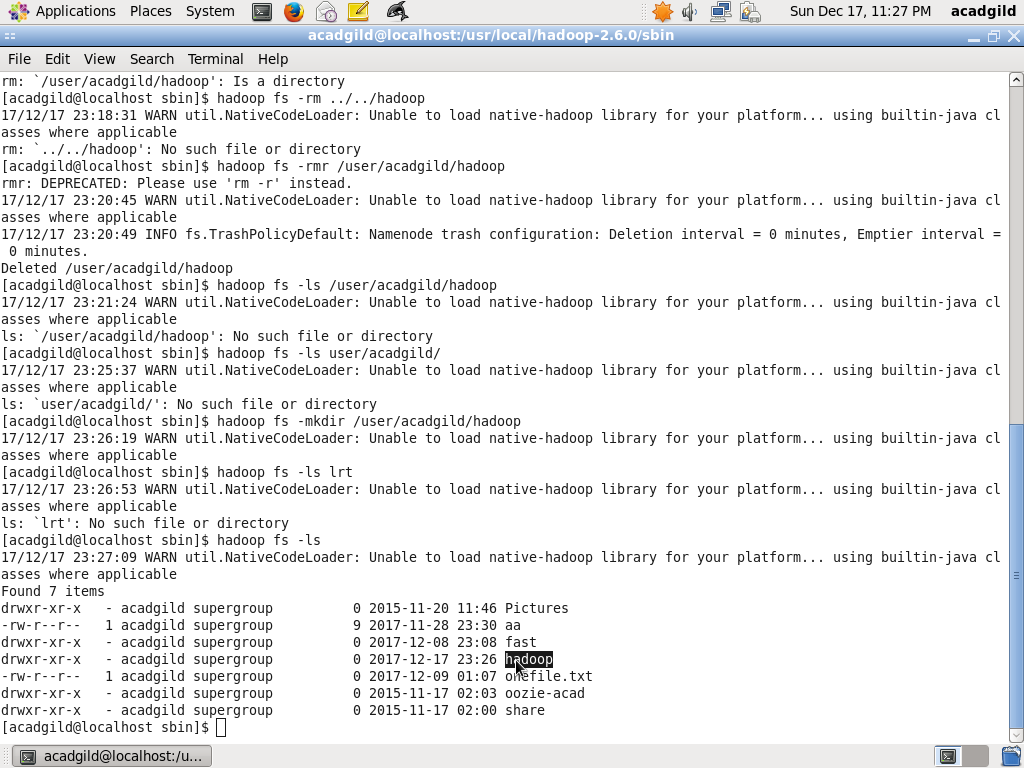 Applications Places System Sun Dec 17, 11:27 PM acadgild
acadgild@localhost:/usr/local/hadoop-2.6.0/sbin
File Edit View Search Terminal Help
rm: `/user/acadgild/hadoop': Is a directory
[acadgild@localhost sbin]$ hadoop fs -rm ../../hadoop
17/12/17 23:18:31 WARN util.NativeCodeLoader: Unable to load native-hadoop library for your platform... using builtin-java cl
asses where applicable
rm: `../../hadoop': No such file or directory
[acadgild@localhost sbin]$ hadoop fs -rmr /user/acadgild/hadoop
rmr: DEPRECATED: Please use 'rm -r' instead.
17/12/17 23:20:45 WARN util.NativeCodeLoader: Unable to load native-hadoop library for your platform... using builtin-java cl
asses where applicable
17/12/17 23:20:49 INFO fs.TrashPolicyDefault: Namenode trash configuration: Deletion interval = 0 minutes, Emptier interval =
 0 minutes.
Deleted /user/acadgild/hadoop
[acadgild@localhost sbin]$ hadoop fs -ls /user/acadgild/hadoop
17/12/17 23:21:24 WARN util.NativeCodeLoader: Unable to load native-hadoop library for your platform... using builtin-java cl
asses where applicable
ls: `/user/acadgild/hadoop': No such file or directory
[acadgild@localhost sbin]$ hadoop fs -ls user/acadgild/
17/12/17 23:25:37 WARN util.NativeCodeLoader: Unable to load native-hadoop library for your platform... using builtin-java cl
asses where applicable
ls: `user/acadgild/': No such file or directory
[acadgild@localhost sbin]$ hadoop fs -mkdir /user/acadgild/hadoop
17/12/17 23:26:19 WARN util.NativeCodeLoader: Unable to load native-hadoop library for your platform... using builtin-java cl
asses where applicable
[acadgild@localhost sbin]$ hadoop fs -ls lrt
17/12/17 23:26:53 WARN util.NativeCodeLoader: Unable to load native-hadoop library for your platform... using builtin-java cl
asses where applicable
ls: `lrt': No such file or directory
[acadgild@localhost sbin]$ hadoop fs -ls
17/12/17 23:27:09 WARN util.NativeCodeLoader: Unable to load native-hadoop library for your platform... using builtin-java cl
asses where applicable
Found 7 items
drwxr-xr-x   - acadgild supergroup          0 2015-11-20 11:46 Pictures
-rw-r--r--   1 acadgild supergroup          9 2017-11-28 23:30 aa
drwxr-xr-x   - acadgild supergroup          0 2017-12-08 23:08 fast
drwxr-xr-x   - acadgild supergroup          0 2017-12-17 23:26 hadoop
-rw-r--r--   1 acadgild supergroup          0 2017-12-09 01:07 onefile.txt
drwxr-xr-x   - acadgild supergroup          0 2015-11-17 02:03 oozie-acad
drwxr-xr-x   - acadgild supergroup          0 2015-11-17 02:00 share
[acadgild@localhost sbin]$
acadgild@localhost:/u...